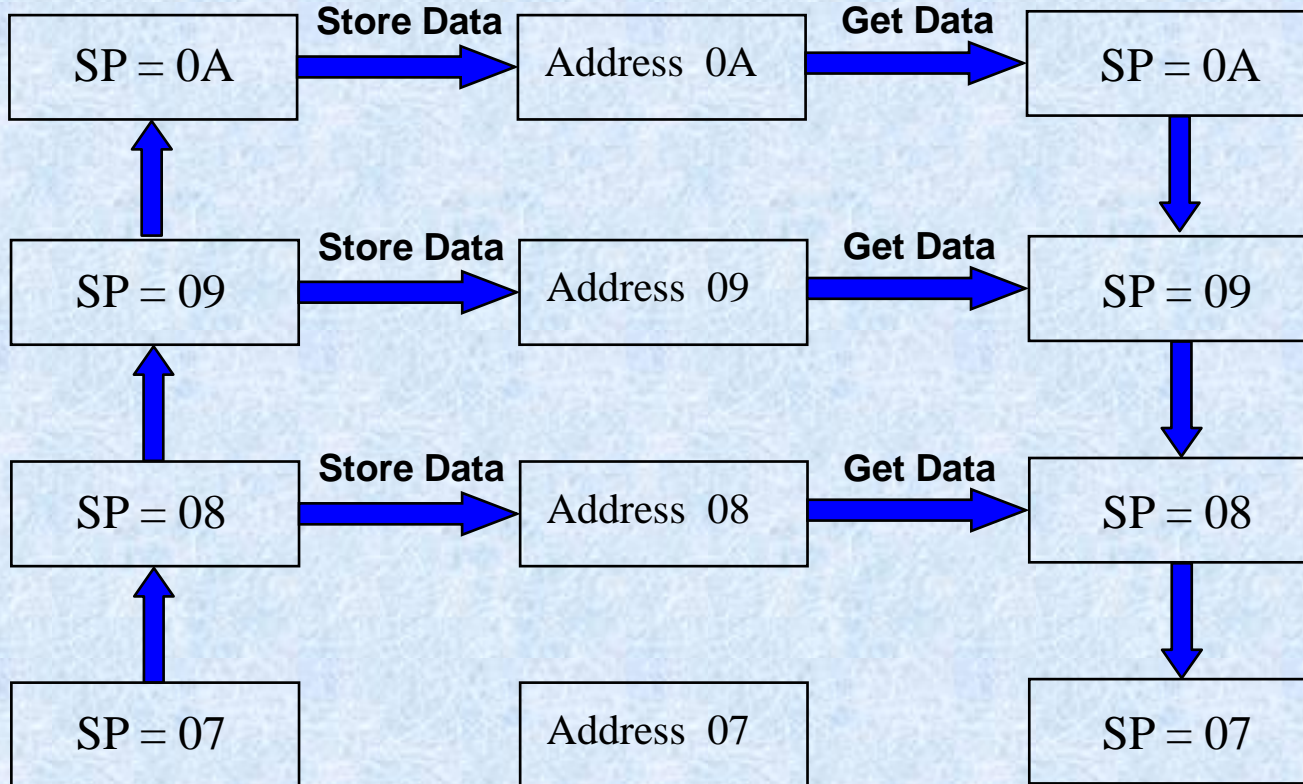 Store Data Get Data
SP = 0A Address 0A SP = 0A
Store Data Get Data
SP = 09 Address 09 SP = 09
Store Data Get Data
SP = 08 Address 08 SP = 08
SP = 07 Address 07 SP = 07